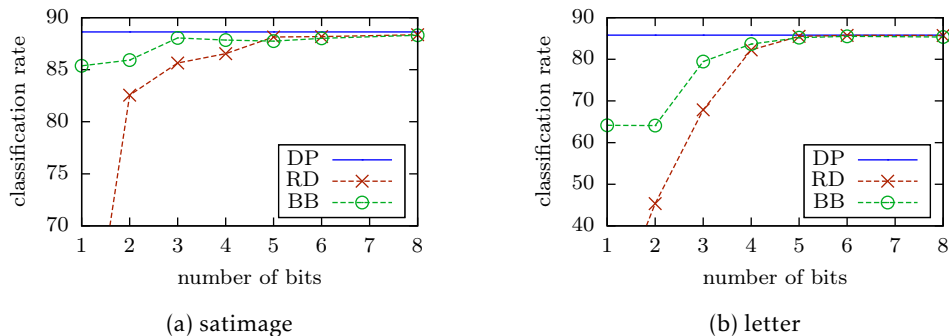 90
85
80
75
70
1 2 3 4 5 6 7 8
classification rate
number of bits
DP
RD
BB
(a) satimage
90
80
70
60
50
40
1 2 3 4 5 6 7 8
classification rate
number of bits
DP
RD
BB
(b) letter